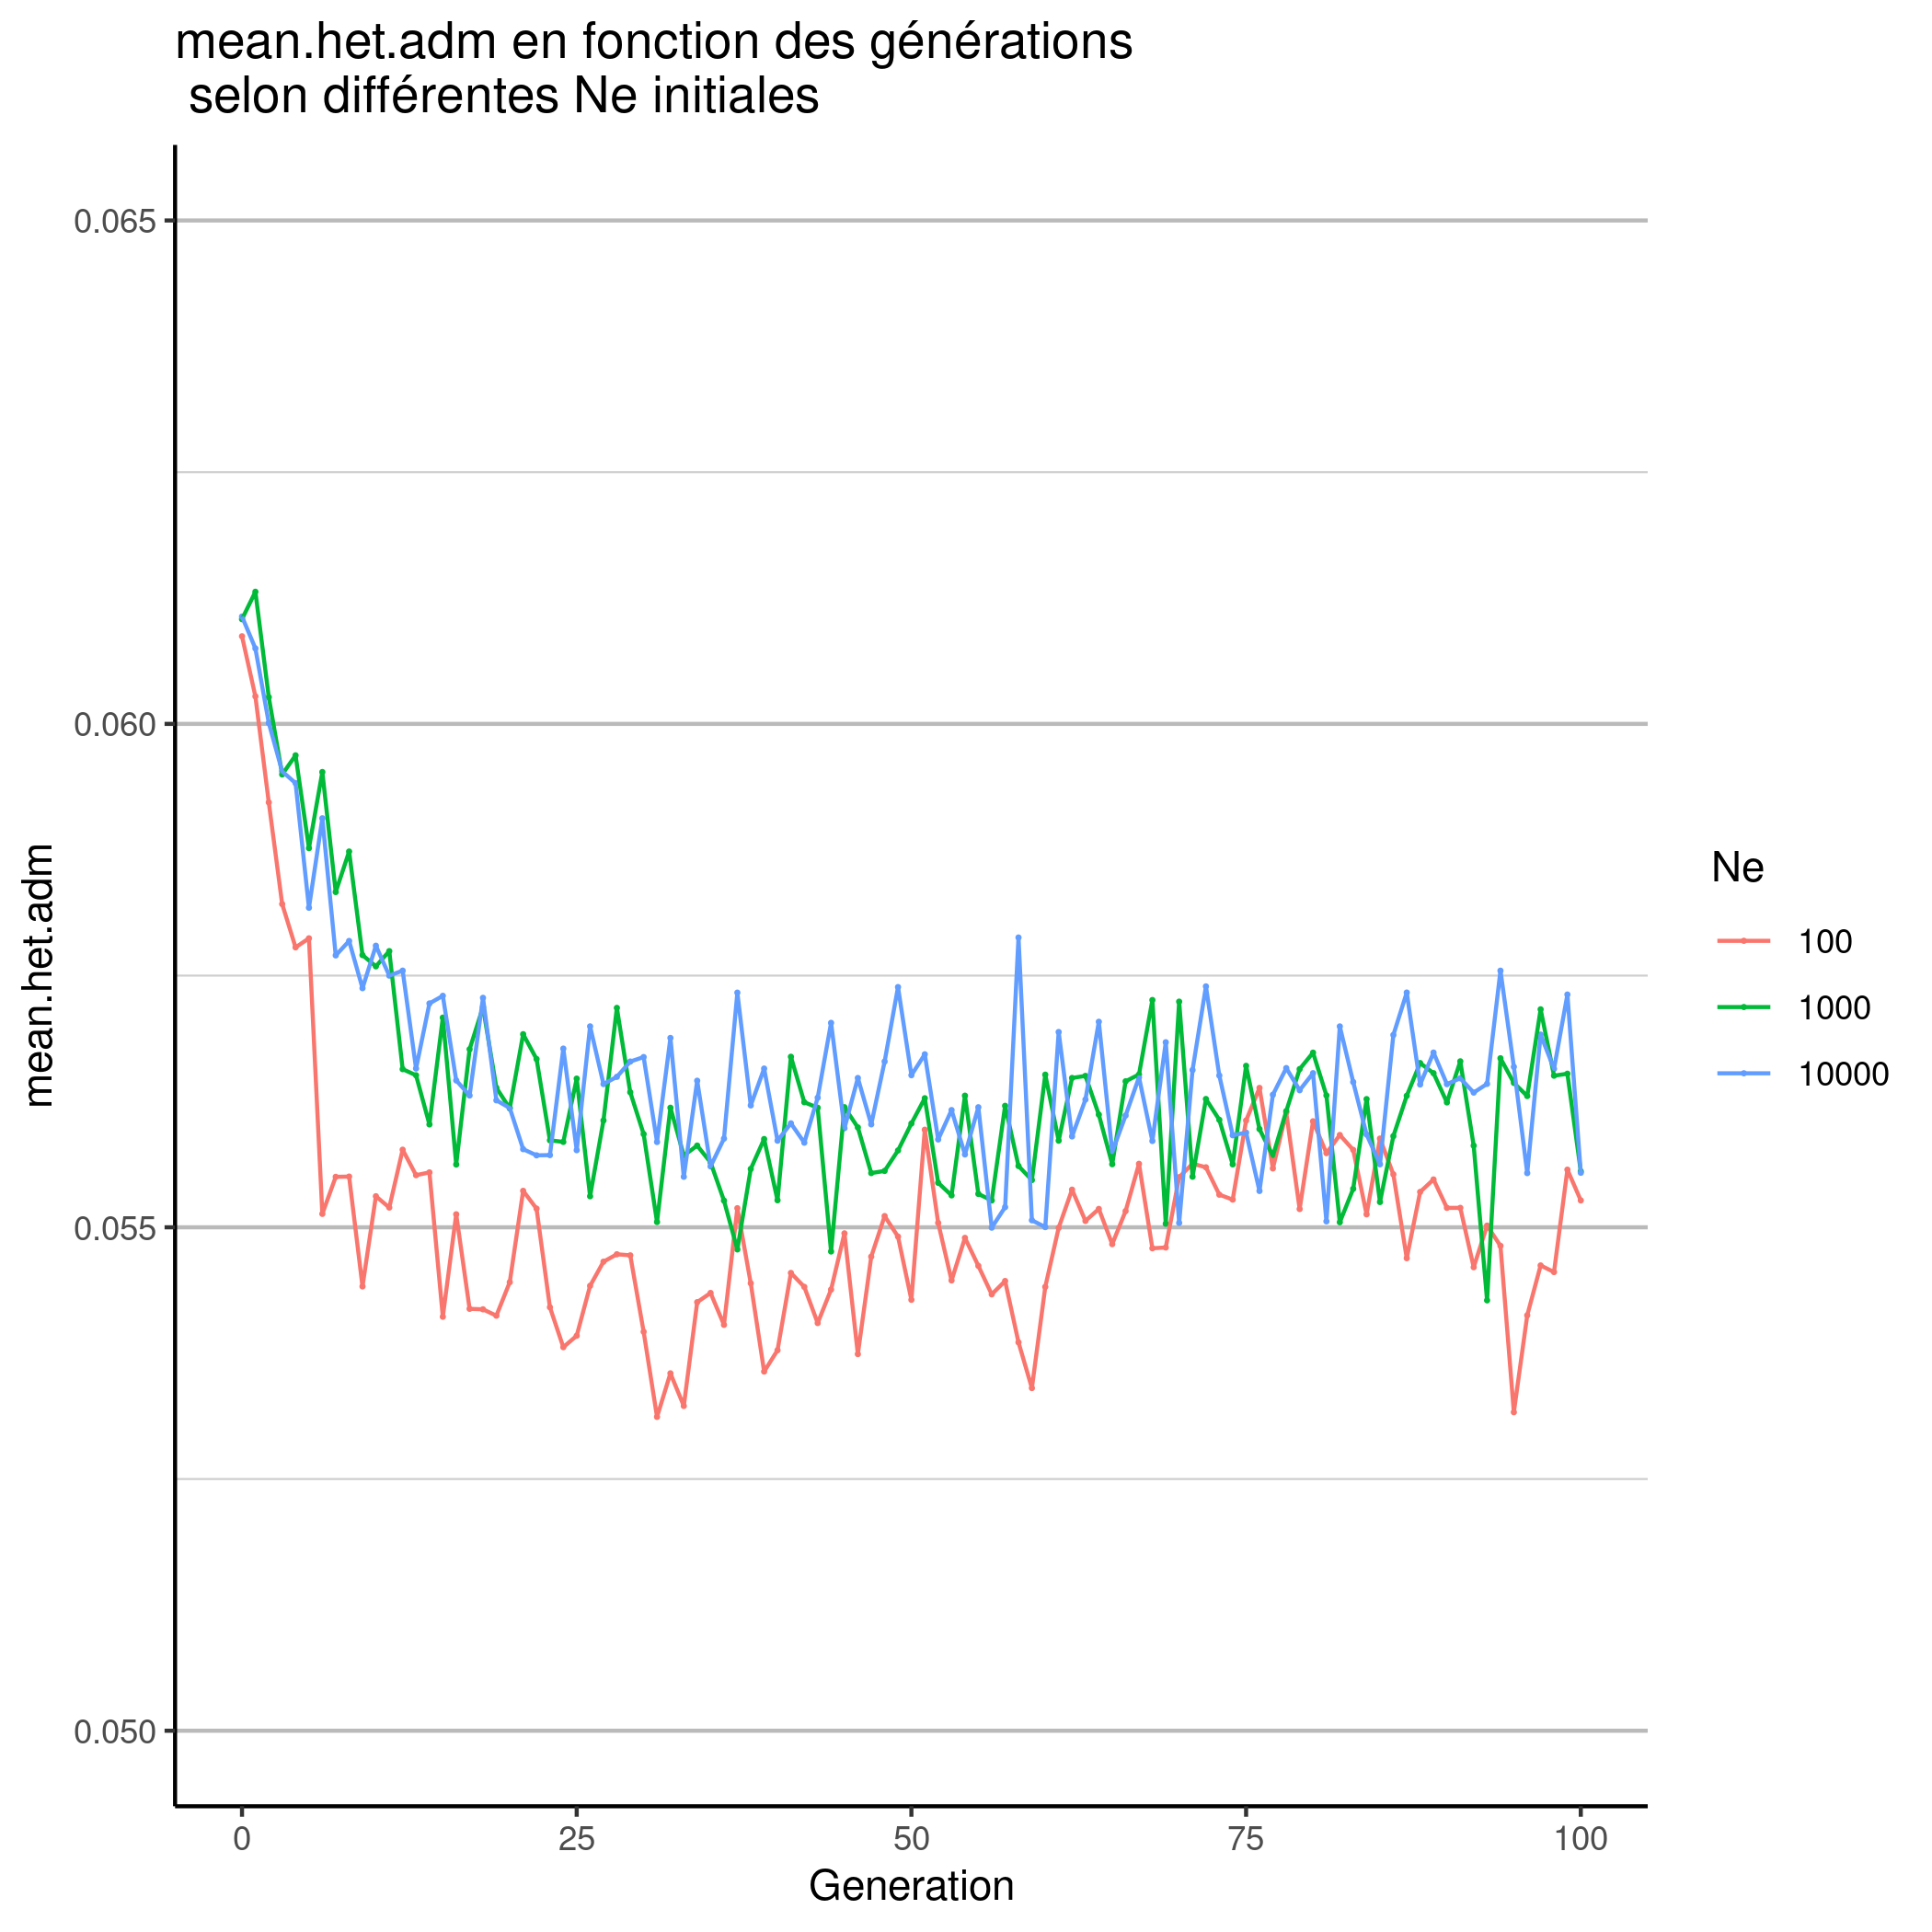 mean.het.adm en fonction des générations
selon différentes Ne initiales
mean.het.adm
0.065
0.060
0.055
0.050
0
25
50
75
100
Generation
Ne
100
1000
10000